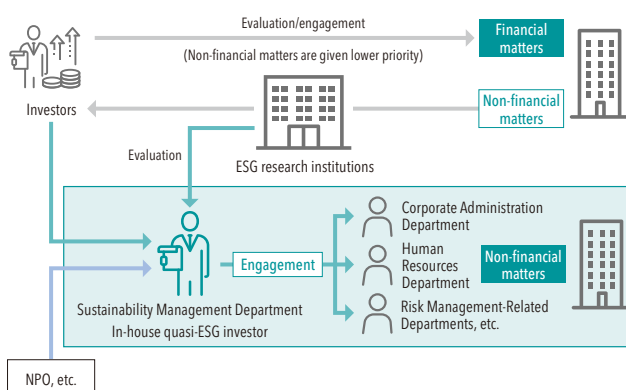 Evaluation/engagement
(Non-financial matters are given lower priority)
Financial
matters
Investors
Non-financial
matters
ESG research institutions
Evaluation
Sustainability Management Department
In-house quasi-ESG investor
Engagement
Corporate Administration
Department
Human
Resources
Department
Risk Management-Related
Departments, etc.
Non-financial
matters
NPO, etc.